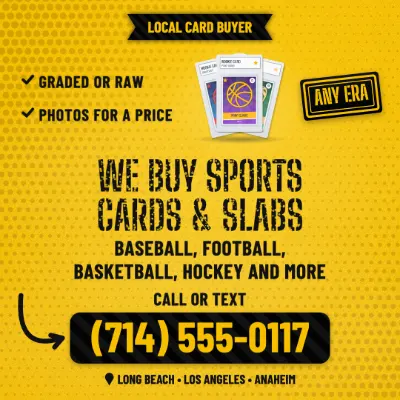 LOCAL CARD BUYER
GRADED OR RAW
PHOTOS FOR A PRICE
ANY ERA
WE BUY SPORTS
CARDS & SLABS
BASEBALL, FOOTBALL,
BASKETBALL, HOCKEY AND MORE
CALL OR TEXT
(714) 555-0117
LONG BEACH • LOS ANGELES • ANAHEIM